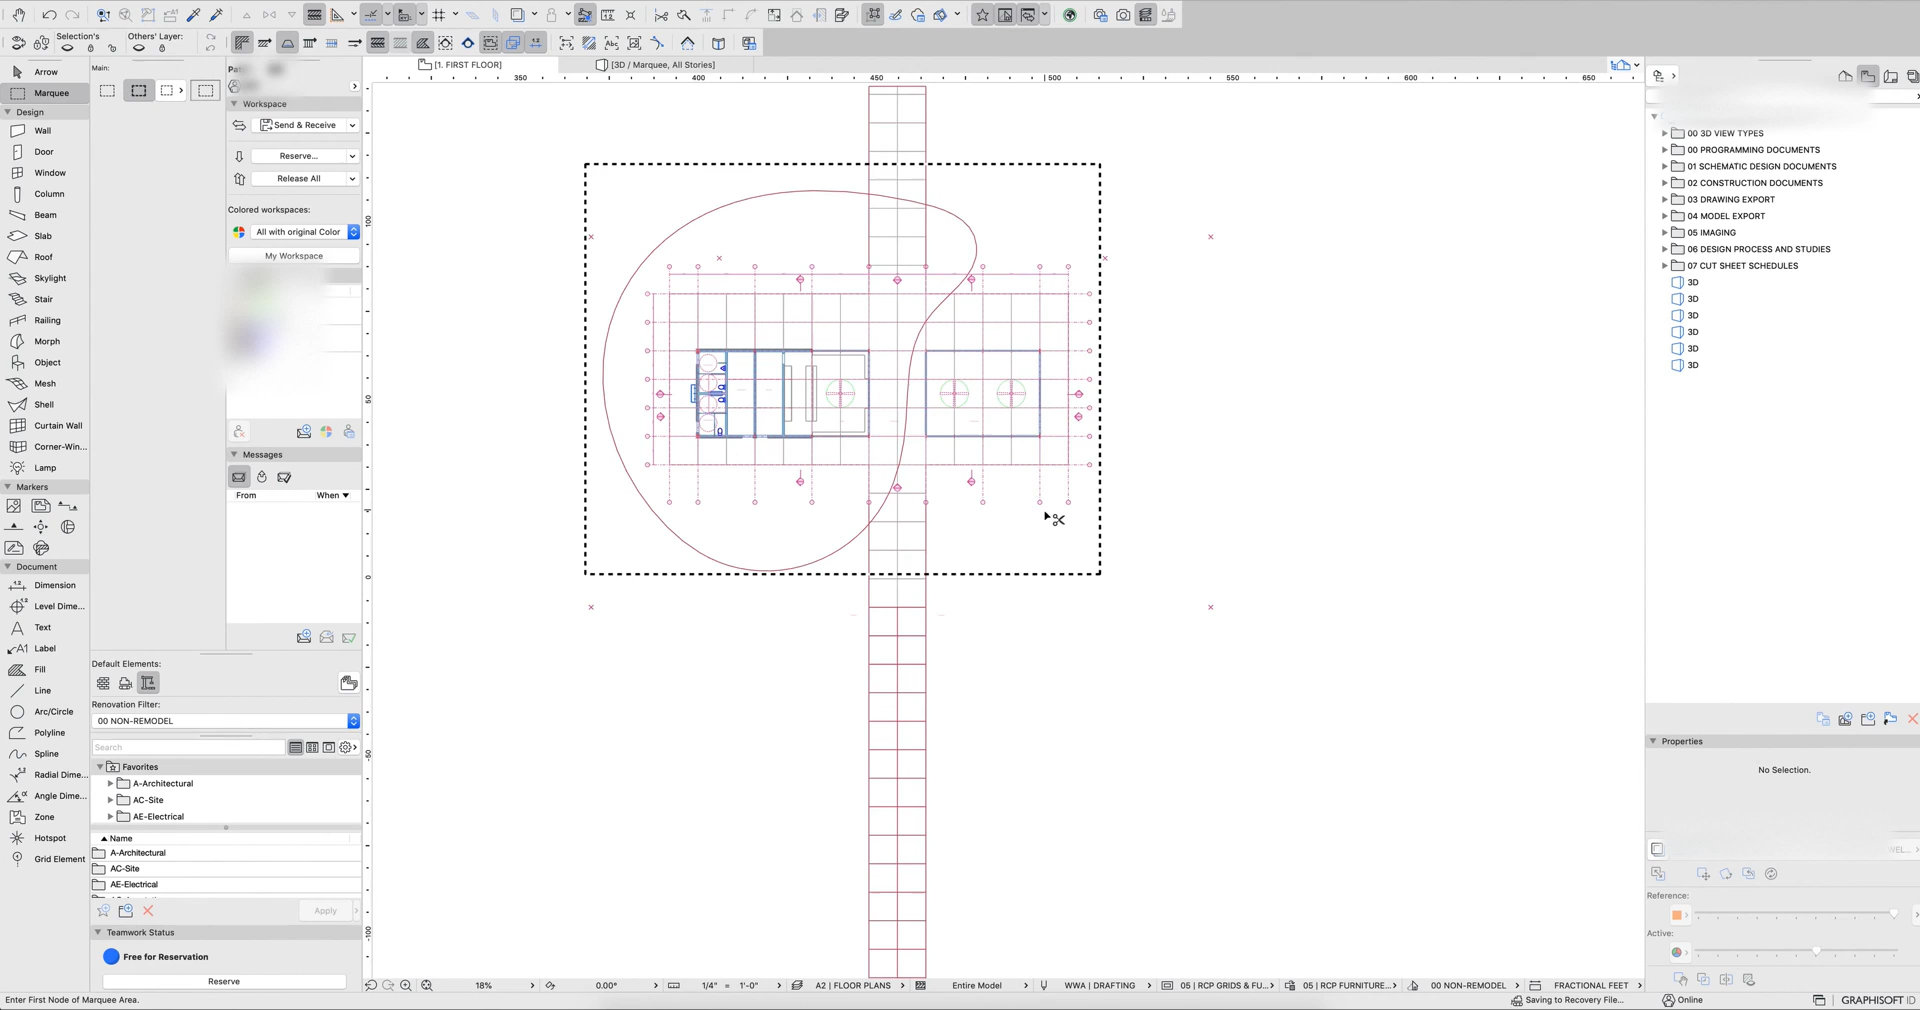 Selection's
Others' Layer:
[1. FIRST FLOOR]
[3D / Marquee, All Stories]
Arrow
Marquee
Design
Wall
Door
Window
Column
Beam
Slab
Roof
Skylight
Stair
Railing
Morph
Object
Mesh
Shell
Curtain Wall
Corner-Win...
Lamp
Markers
Document
Dimension
Level Dime...
Text
Label
Fill
Line
Arc/Circle
Polyline
Spline
Radial Dime...
Angle Dime...
Zone
Hotspot
Grid Element
Enter First Node of Marquee Area.
Main:
Workspace
Send & Receive
Reserve...
Release All
Colored workspaces:
All with original Color
My Workspace
Messages
From When
Default Elements:
Renovation Filter:
00 NON-REMODEL
Search
Favorites
A-Architectural
AC-Site
AE-Electrical
Name
A-Architectural
AC-Site
AE-Electrical
Apply
Teamwork Status
Free for Reservation
Reserve
350 400 450 500 550 600 650
100
50
0
-50
-100
00 3D VIEW TYPES
00 PROGRAMMING DOCUMENTS
01 SCHEMATIC DESIGN DOCUMENTS
02 CONSTRUCTION DOCUMENTS
03 DRAWING EXPORT
04 MODEL EXPORT
05 IMAGING
06 DESIGN PROCESS AND STUDIES
07 CUT SHEET SCHEDULES
3D
3D
3D
3D
3D
3D
Properties
No Selection.
WEL...
Reference:
Active:
18% 0.00° 1/4" = 1'-0" A2 | FLOOR PLANS Entire Model WWA | DRAFTING 05 | RCP GRIDS & FU... 05 | RCP FURNITURE... 00 NON-REMODEL FRACTIONAL FEET
Saving to Recovery File... Online GRAPHISOFT ID